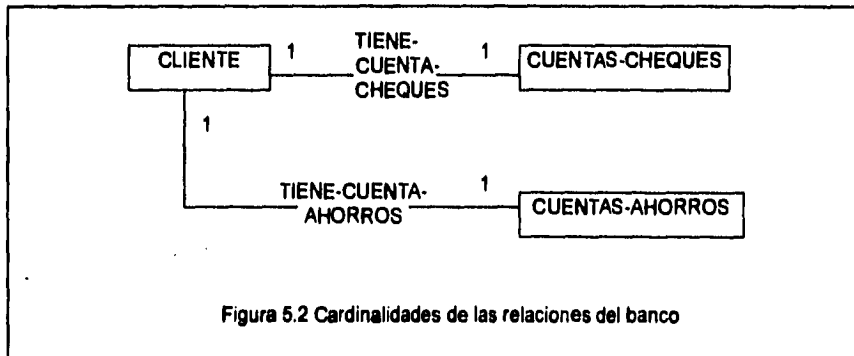 CLIENTE
1
TIENE-
CUENTA-
CHEQUES
1
CUENTAS-CHEQUES
1
TIENE-CUENTA-
AHORROS
1
CUENTAS-AHORROS
Figura 5.2 Cardinalidades de las relaciones del banco